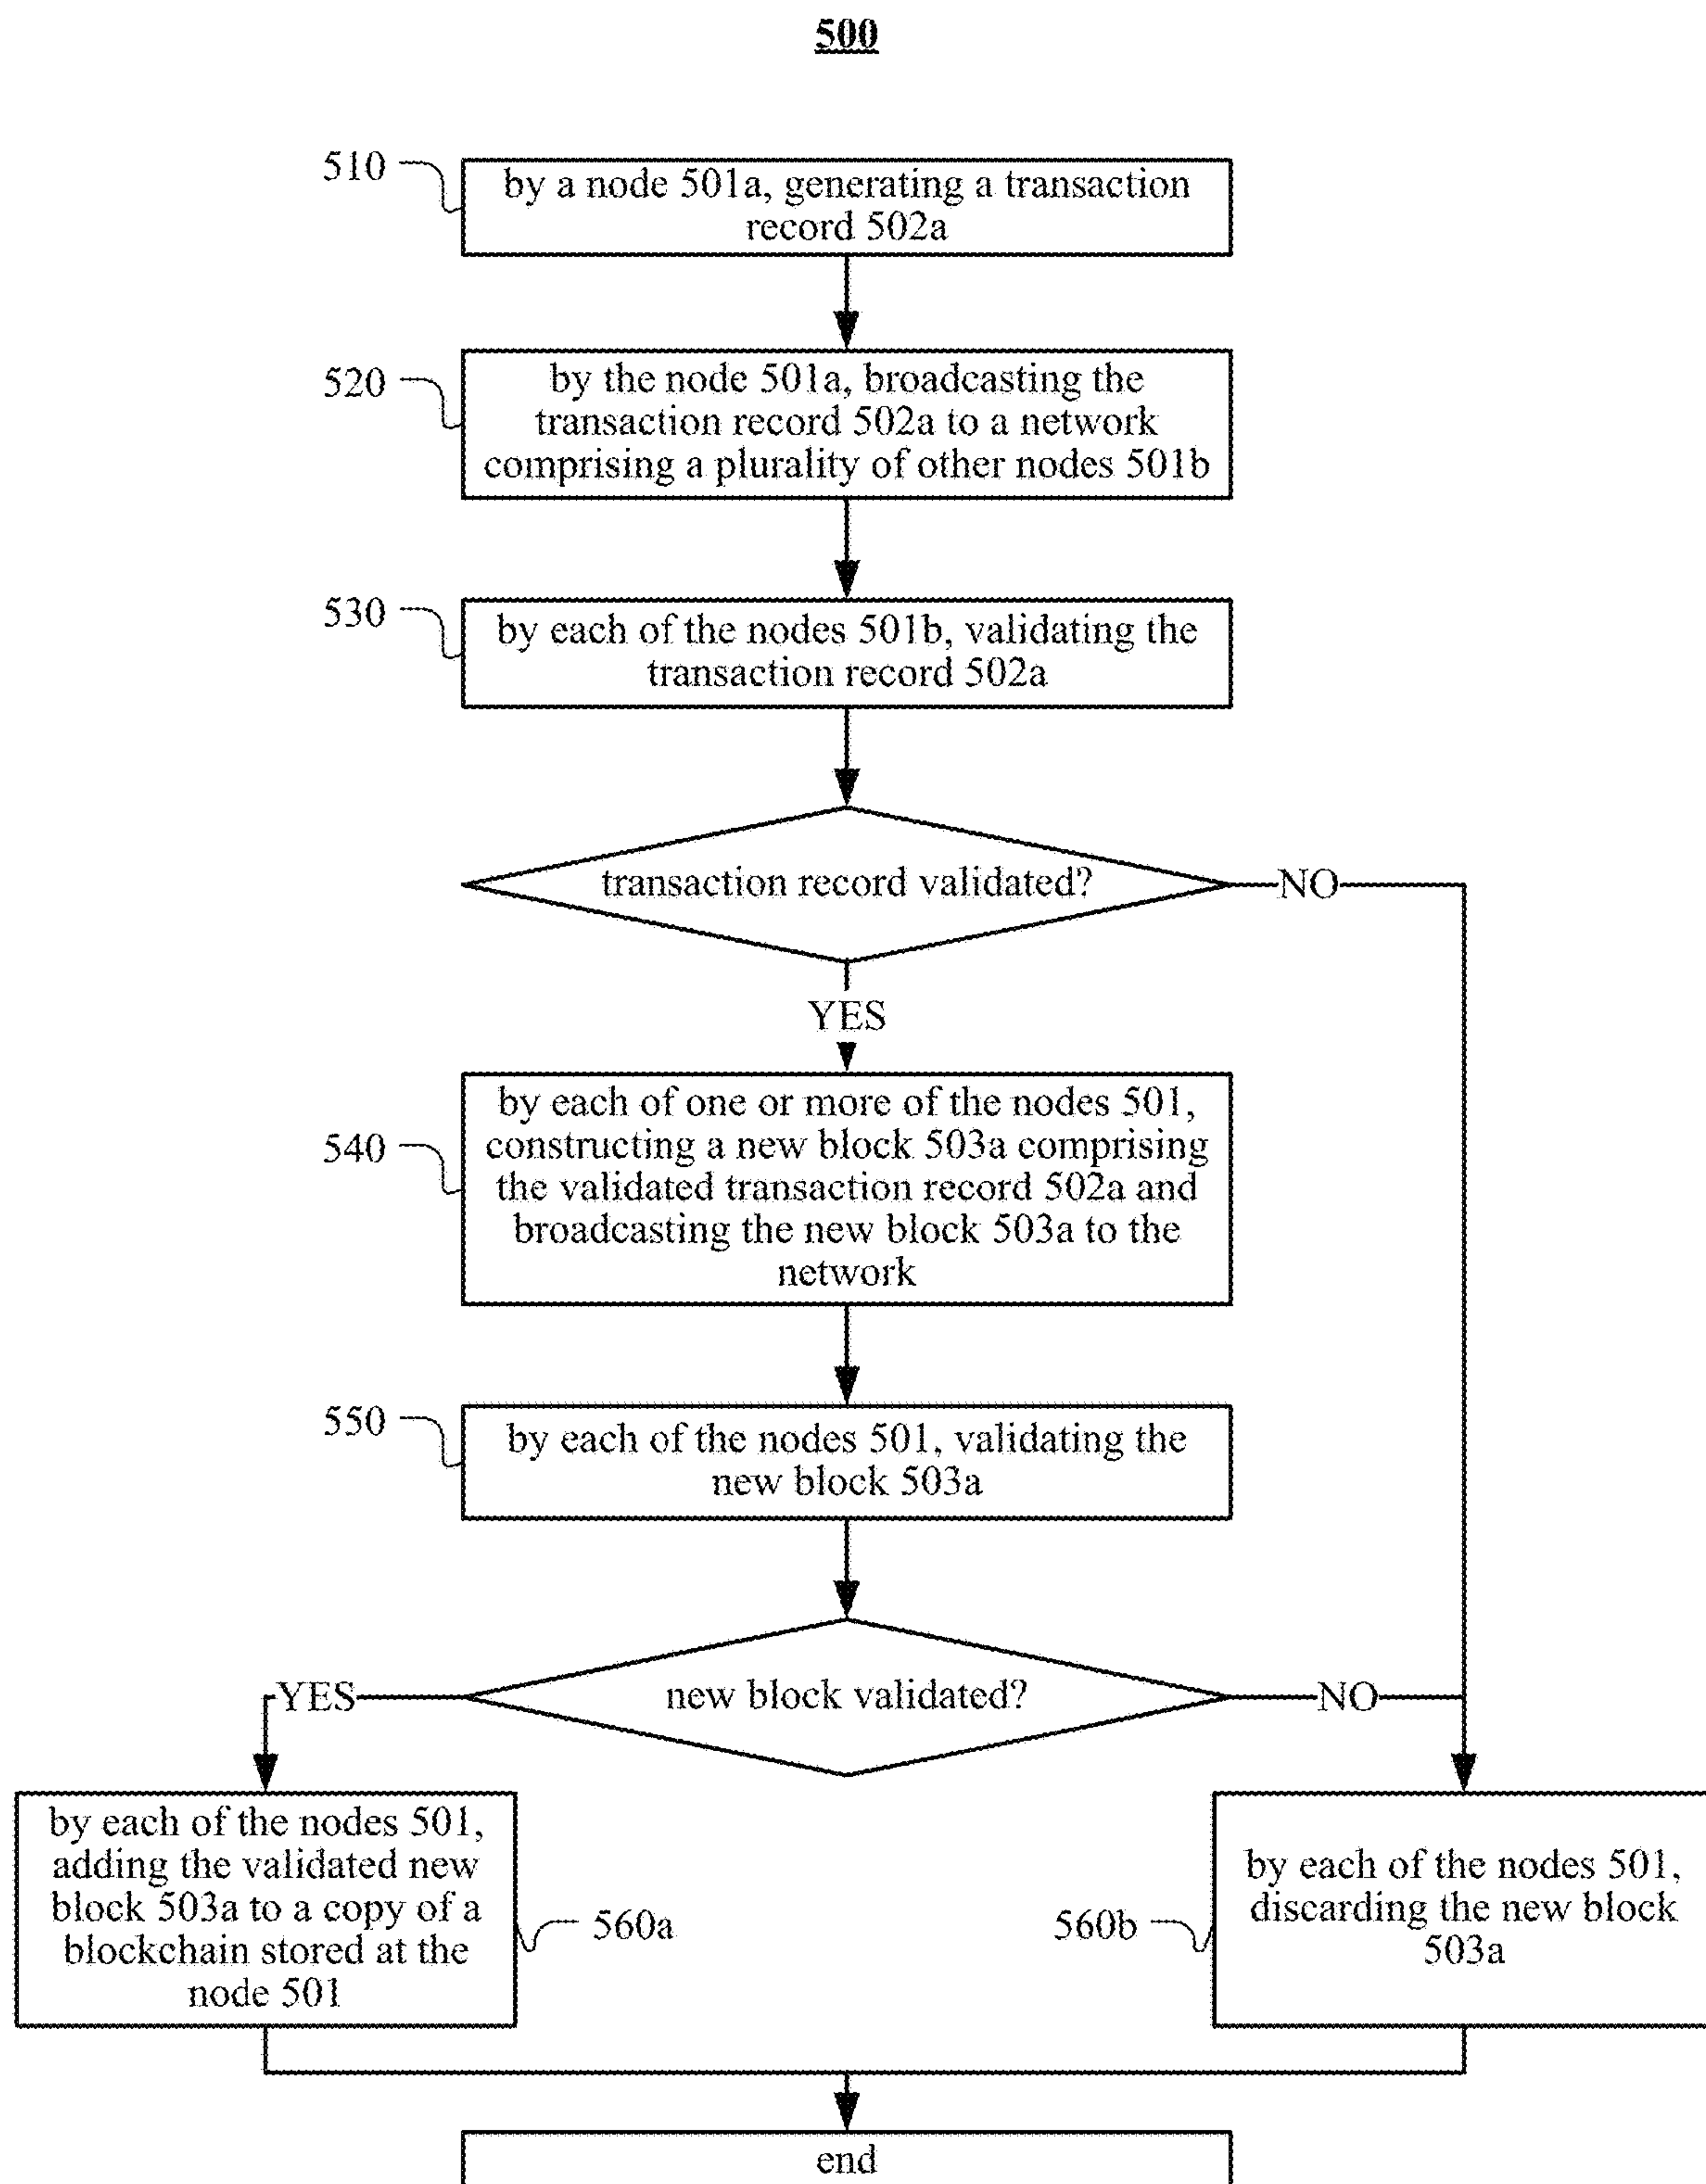 500
510
by a node 501a, generating a transaction
record 502a
520
by the node 501a, broadcasting the
transaction record 502a to a network
comprising a plurality of other nodes 501b
530
by each of the nodes 501b, validating the
transaction record 502a
transaction record validated?
NO
YES
540
by each of one or more of the nodes 501,
constructing a new block 503a comprising
the validated transaction record 502a and
broadcasting the new block 503a to the
network
550
by each of the nodes 501, validating the
new block 503a
YES
new block validated?
NO
by each of the nodes 501,
adding the validated new
block 503a to a copy of a
blockchain stored at the
node 501
560a
560b
by each of the nodes 501,
discarding the new block
503a
end